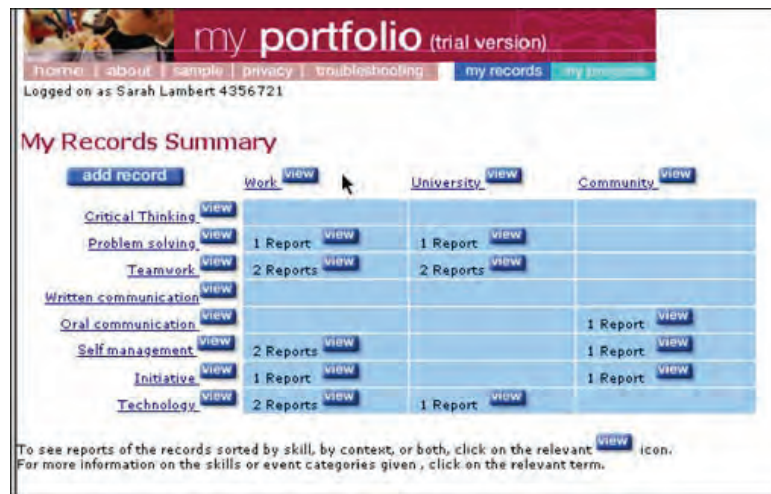 my portfolio (trial version)
home | about | sample | privacy | troubleshooting my records my presents
Logged on as Sarah Lambert 4356721
My Records Summary
add record Work view University view Community view
Critical Thinking view
Problem solving view 1 Report view 1 Report view
Teamwork view 2 Reports view 2 Reports view
Written communication view
Oral communication view 1 Report view
Self management view 2 Reports view 1 Report view
Initiative view 1 Report view 1 Report view
Technology view 2 Reports view 1 Report view
To see reports of the records sorted by skill, by context, or both, click on the relevant view icon.
For more information on the skills or event categories given , click on the relevant term.